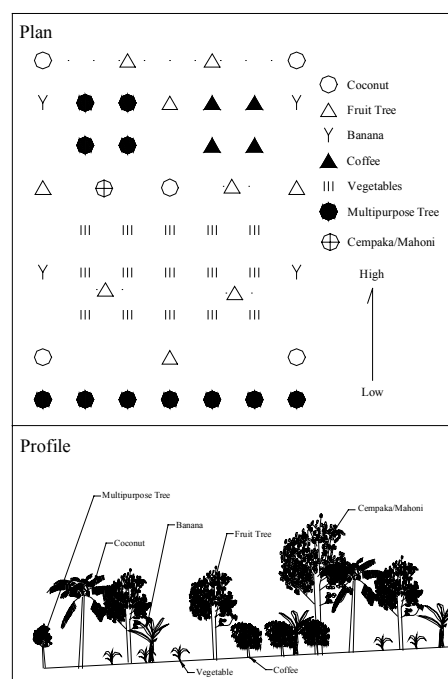 Plan
Coconut
Fruit Tree
Banana
Coffee
Vegetables
Multipurpose Tree
Cempaka/Mahoni
High
Low
Profile
Multipurpose Tree
Cempaka/Mahoni
Coconut
Banana
Fruit Tree
Vegetable
Coffee